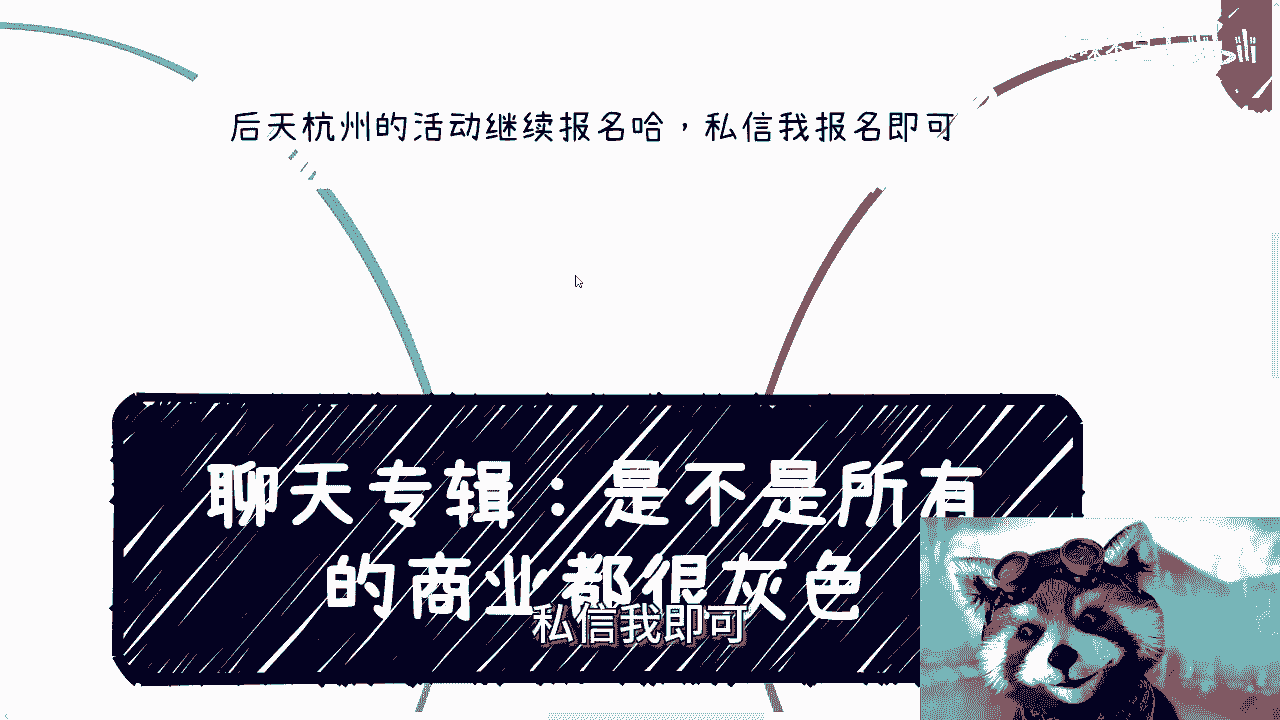 后天杭州的活动继续报名哈，私信我报名即可
聊天专辑：是不是所有
的商业都很灰色
私信我即可